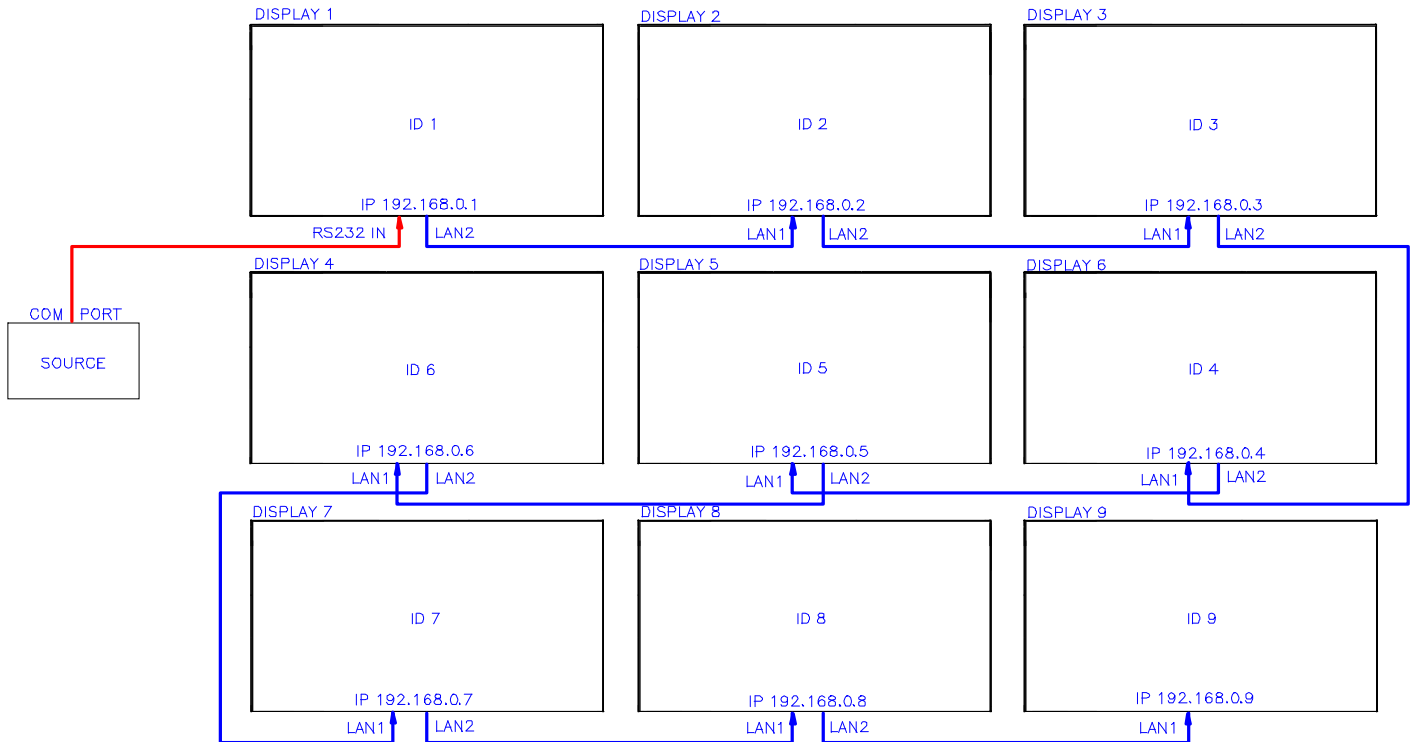 DISPLAY 1
DISPLAY 2
DISPLAY 3
ID 1
ID 2
ID 3
IP 192.168.0.1
IP 192.168.0.2
IP 192.168.0.3
RS232 IN
LAN2
LAN1
LAN2
LAN1
LAN2
DISPLAY 4
DISPLAY 5
DISPLAY 6
COM PORT
SOURCE
ID 6
ID 5
ID 4
IP 192.168.0.6
IP 192.168.0.5
IP 192.168.0.4
LAN1
LAN2
LAN1
LAN2
LAN1
LAN2
DISPLAY 7
DISPLAY 8
DISPLAY 9
ID 7
ID 8
ID 9
IP 192.168.0.7
IP 192.168.0.8
IP 192.168.0.9
LAN1
LAN2
LAN1
LAN2
LAN1